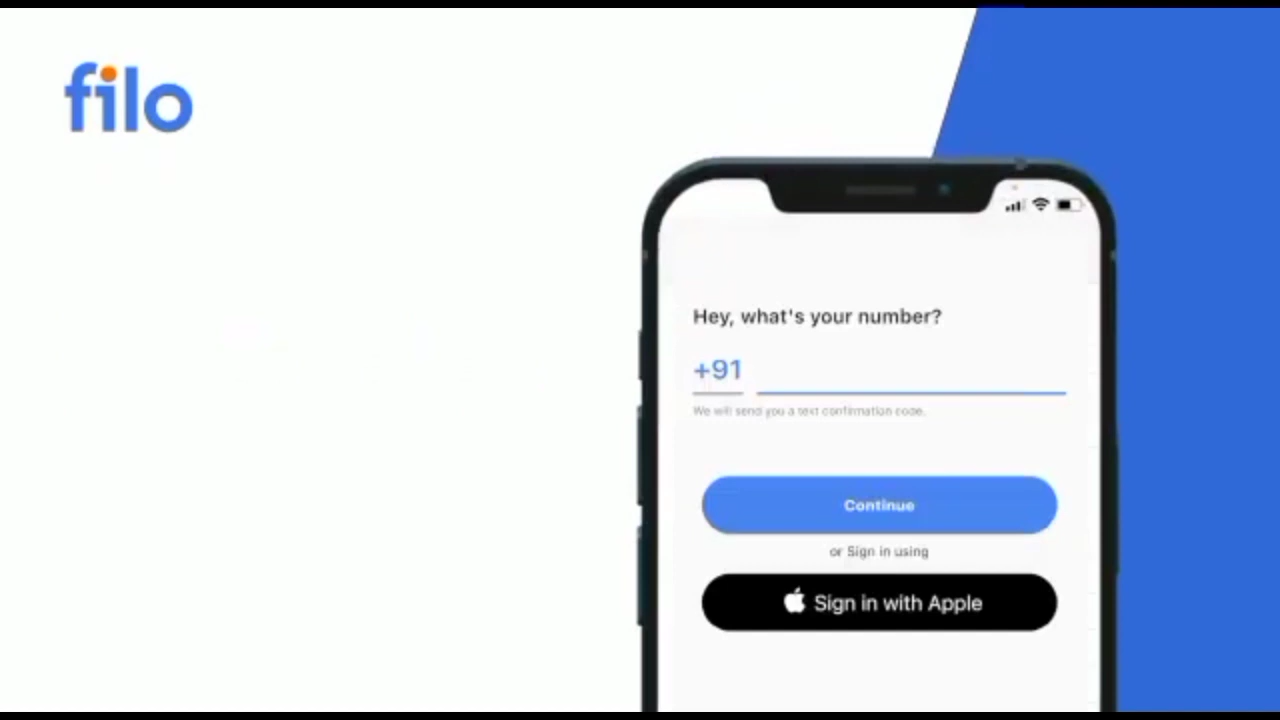 filo
Hey, what's your number?
+91
We will send you a text confirmation code.
Continue
or Sign in using
Sign in with Apple